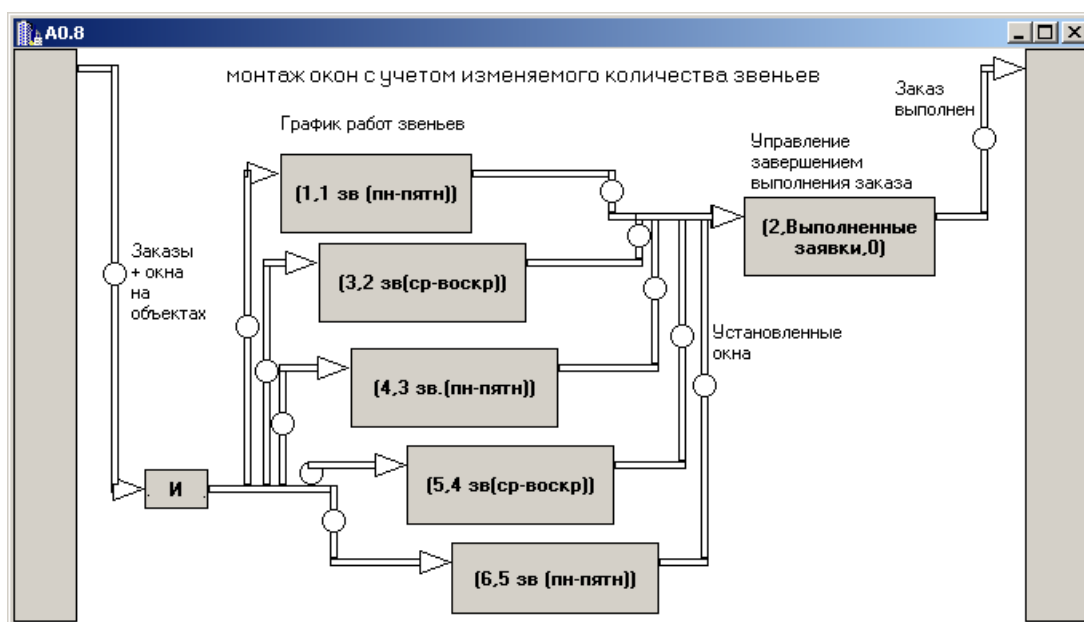 A0.8
монтаж окон с учетом изменяемого количества звеньев
Заказ
выполнен
График работ звеньев
Управление
завершением
выполнения заказа
(1,1 зв (пн-пятн))
(2,Выполненные
заявки,0)
Заказы
+ окна
на
объектах
(3,2 зв(ср-воскр))
Установленные
окна
(4,3 зв.(пн-пятн))
(5,4 зв(ср-воскр))
И
(6,5 зв (пн-пятн))